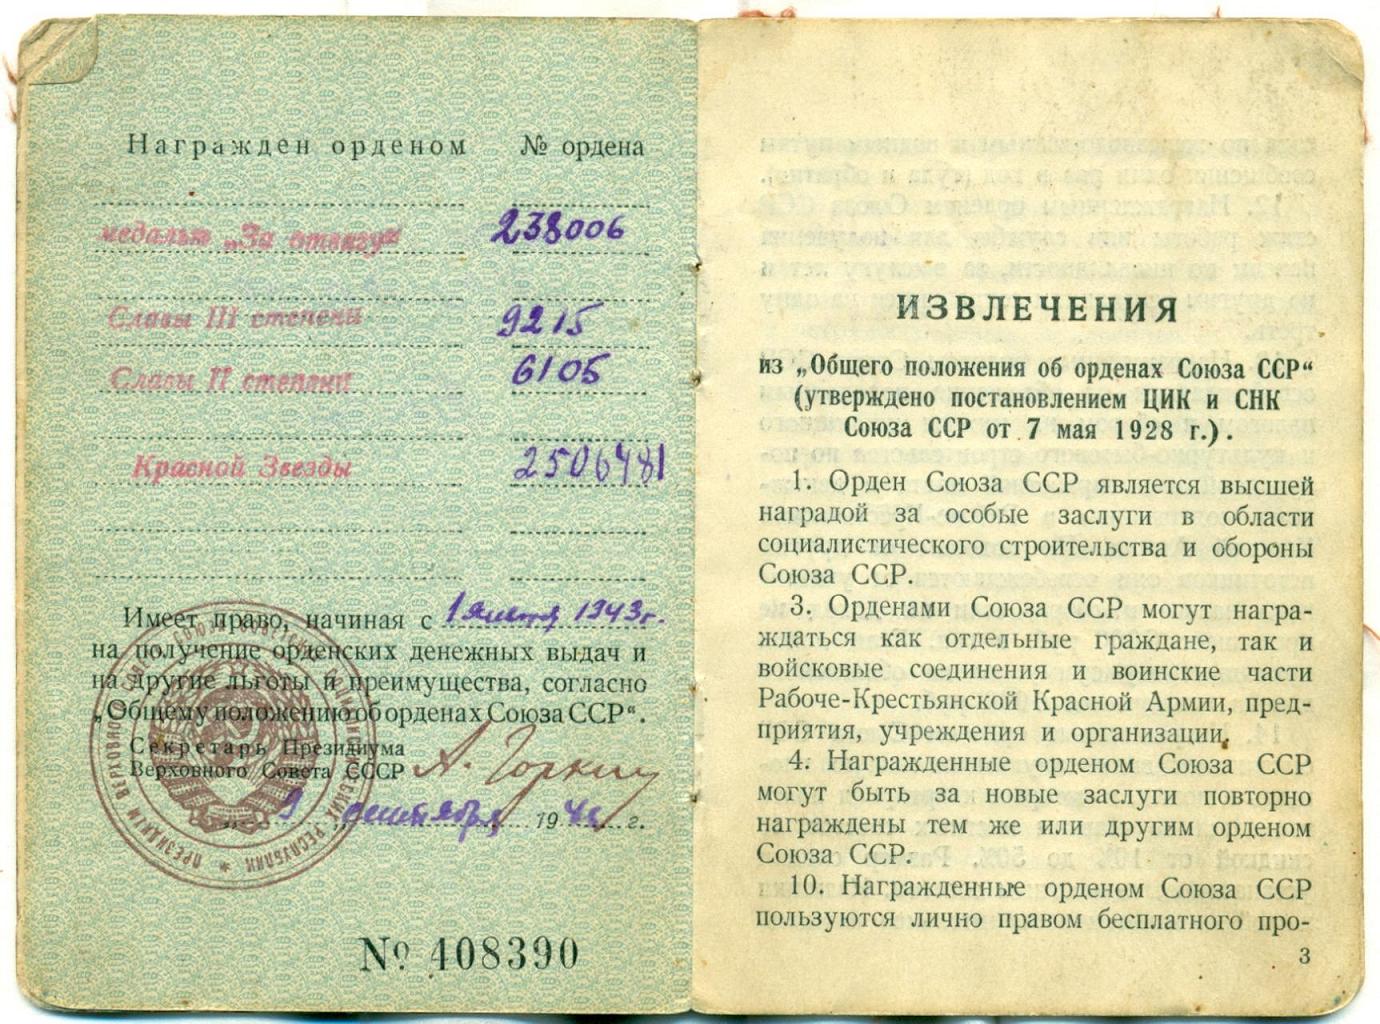 Награжден орденом № ордена
медалью „За отвагу“ 238006
Славы III степени 9215
Славы II степени 6105
Красной Звезды 2506481
Имеет право, начиная с 1943 г.
на получение орденских денежных выдач и
на другие льготы и преимущества, согласно
„Общему положению об орденах Союза ССР“.
Секретарь Президиума
Верховного Совета СССР А. Горкин
9 сентября 19 г.
№ 408390
ИЗВЛЕЧЕНИЯ
из „Общего положения об орденах Союза ССР“
(утверждено постановлением ЦИК и СНК
Союза ССР от 7 мая 1928 г.).
1. Орден Союза ССР является высшей
наградой за особые заслуги в области
социалистического строительства и обороны
Союза ССР.
3. Орденами Союза ССР могут награ-
ждаться как отдельные граждане, так и
войсковые соединения и воинские части
Рабоче-Крестьянской Красной Армии, пред-
приятия, учреждения и организации.
4. Награжденные орденом Союза ССР
могут быть за новые заслуги повторно
награждены тем же или другим орденом
Союза ССР.
10. Награжденные орденом Союза ССР
пользуются лично правом бесплатного про-
3